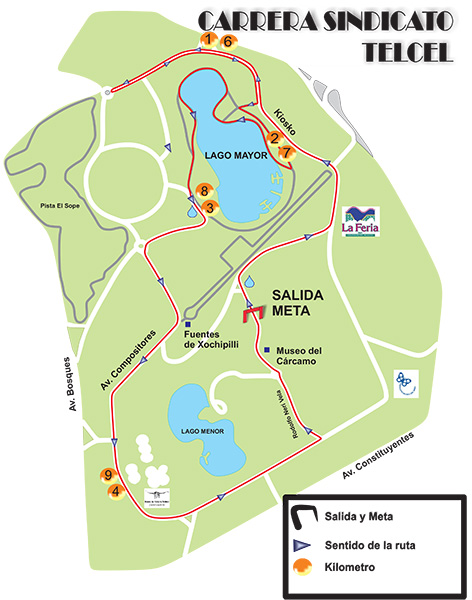 CARRERA SINDICATO
TELCEL
1 6
Kiosko
2
7
LAGO MAYOR
8
3
Pista El Sope
La Feria
SALIDA
META
Fuentes
de Xochipilli
Museo del
Cárcamo
Av. Compositores
Av. Bosques
Rodolfo Neri Vela
LAGO MENOR
Av. Constituyentes
9
4
Salida y Meta
Sentido de la ruta
Kilometro